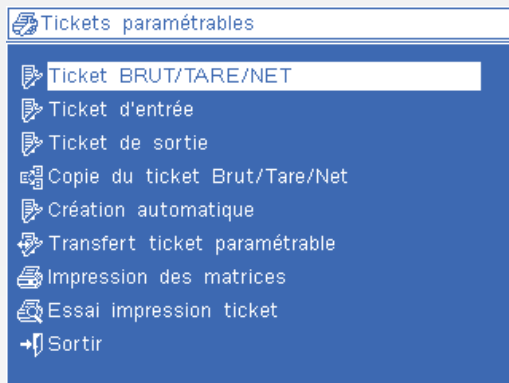 Tickets paramétrables
Ticket BRUT/TARE/NET
Ticket d'entrée
Ticket de sortie
Copie du ticket Brut/Tare/Net
Création automatique
Transfert ticket paramétrable
Impression des matrices
Essai impression ticket
Sortir